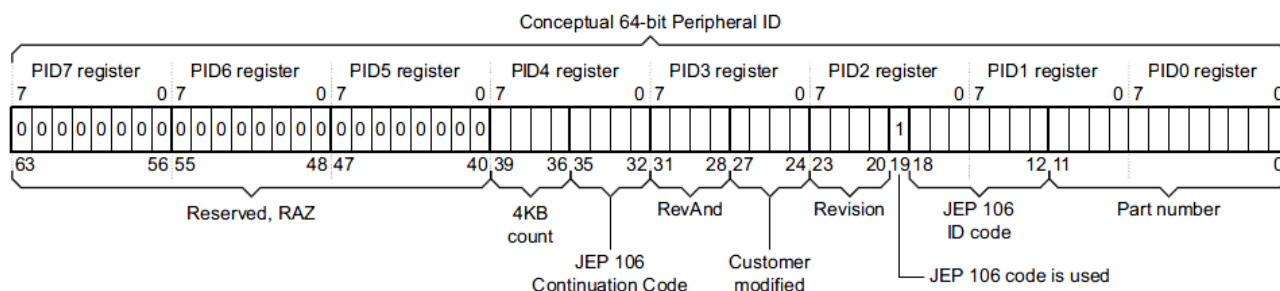 Conceptual 64-bit Peripheral ID
PID7 register PID6 register PID5 register PID4 register PID3 register PID2 register PID1 register PID0 register
7 0 7 0 7 0 7 0 7 0 7 0 7 0 7 0
0 0 0 0 0 0 0 0 0 0 0 0 0 0 0 0 0 0 0 0 0 0 0 0 1
63 56 55 48 47 40 39 36 35 32 31 28 27 24 23 20 19 18 12 11 0
Reserved, RAZ 4KB RevAnd Revision JEP 106 Part number
count ID code
JEP 106 Customer JEP 106 code is used
Continuation Code modified